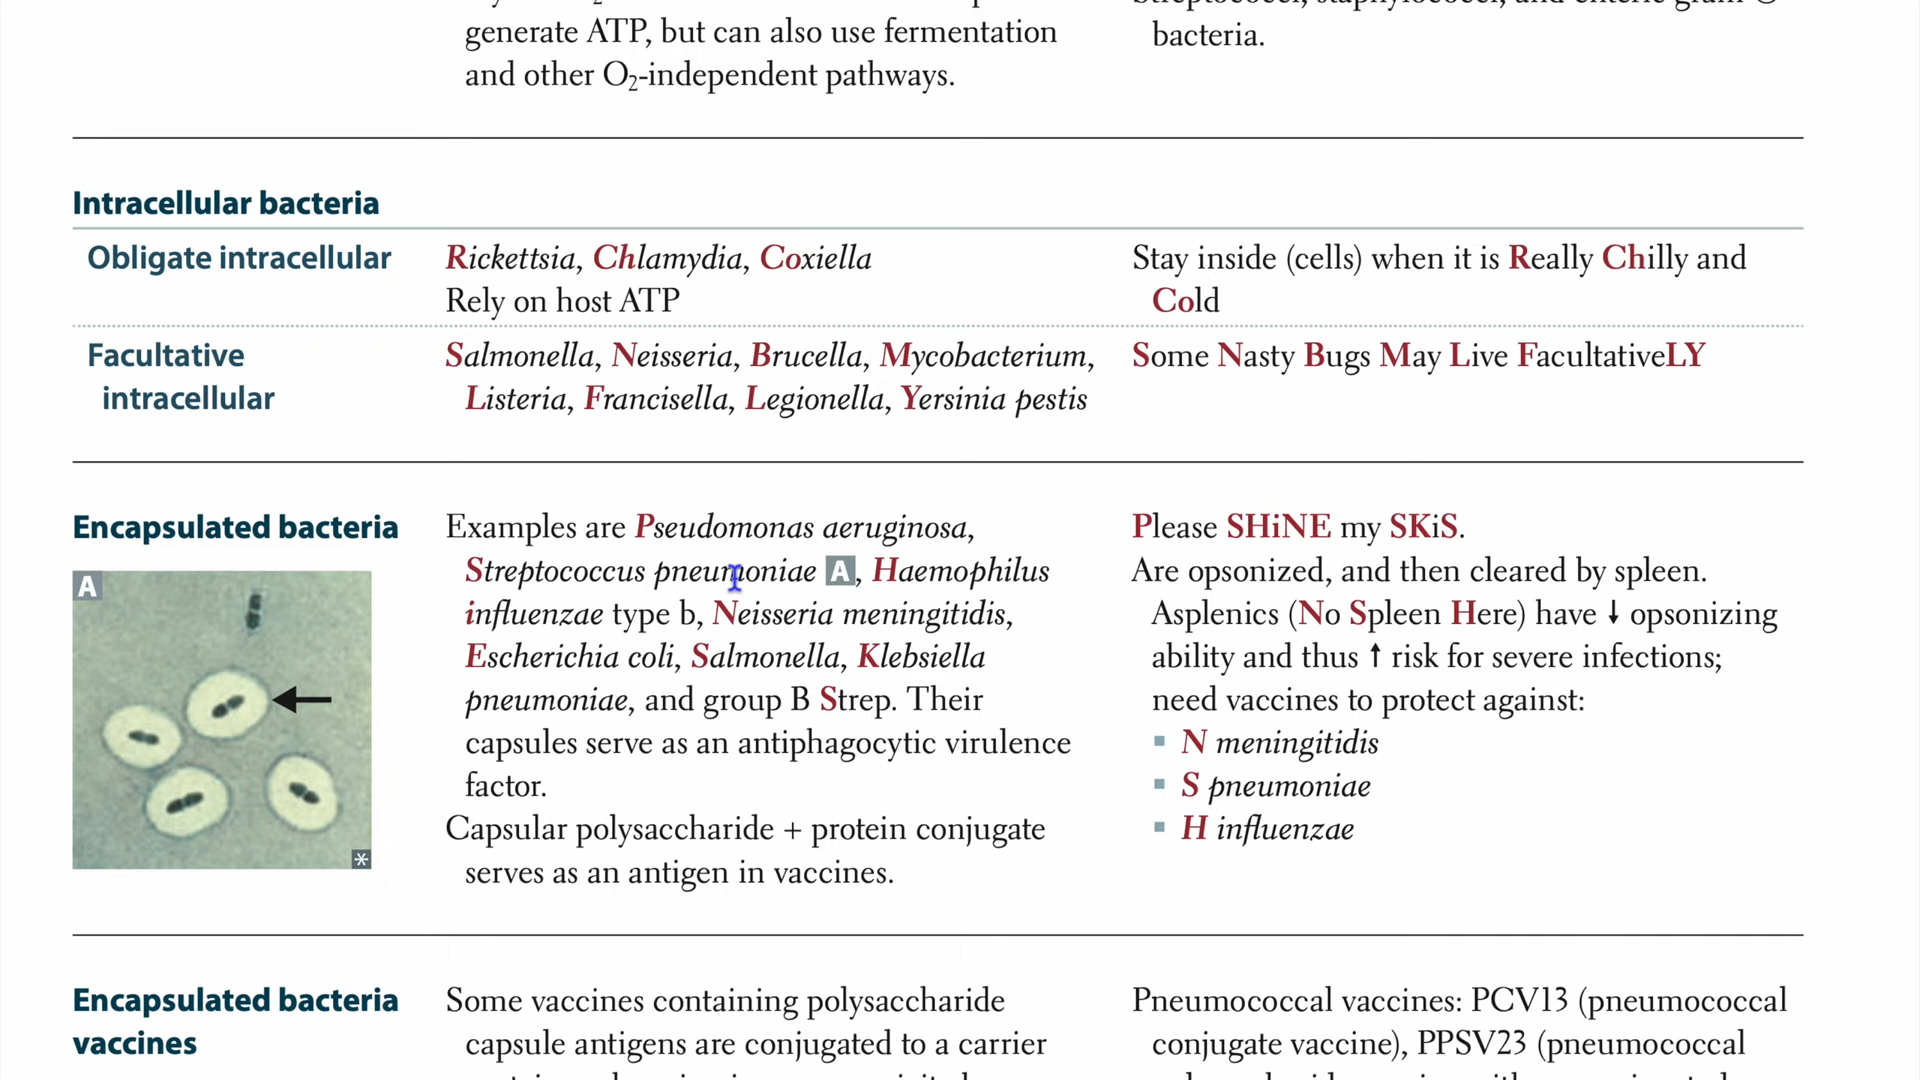 generate ATP, but can also use fermentation
and other O₂-independent pathways.
bacteria.
Intracellular bacteria
Obligate intracellular
Rickettsia, Chlamydia, Coxiella
Rely on host ATP
Stay inside (cells) when it is Really Chilly and
Cold
Facultative
intracellular
Salmonella, Neisseria, Brucella, Mycobacterium,
Listeria, Francisella, Legionella, Yersinia pestis
Some Nasty Bugs May Live FacultativeLY
Encapsulated bacteria
A
Examples are Pseudomonas aeruginosa,
Streptococcus pneumoniae A, Haemophilus
influenzae type b, Neisseria meningitidis,
Escherichia coli, Salmonella, Klebsiella
pneumoniae, and group B Strep. Their
capsules serve as an antiphagocytic virulence
factor.
Capsular polysaccharide + protein conjugate
serves as an antigen in vaccines.
Please SHiNE my SKiS.
Are opsonized, and then cleared by spleen.
Asplenics (No Spleen Here) have ↓ opsonizing
ability and thus ↑ risk for severe infections;
need vaccines to protect against:
▪ N meningitidis
▪ S pneumoniae
▪ H influenzae
Encapsulated bacteria
vaccines
Some vaccines containing polysaccharide
capsule antigens are conjugated to a carrier
Pneumococcal vaccines: PCV13 (pneumococcal
conjugate vaccine), PPSV23 (pneumococcal